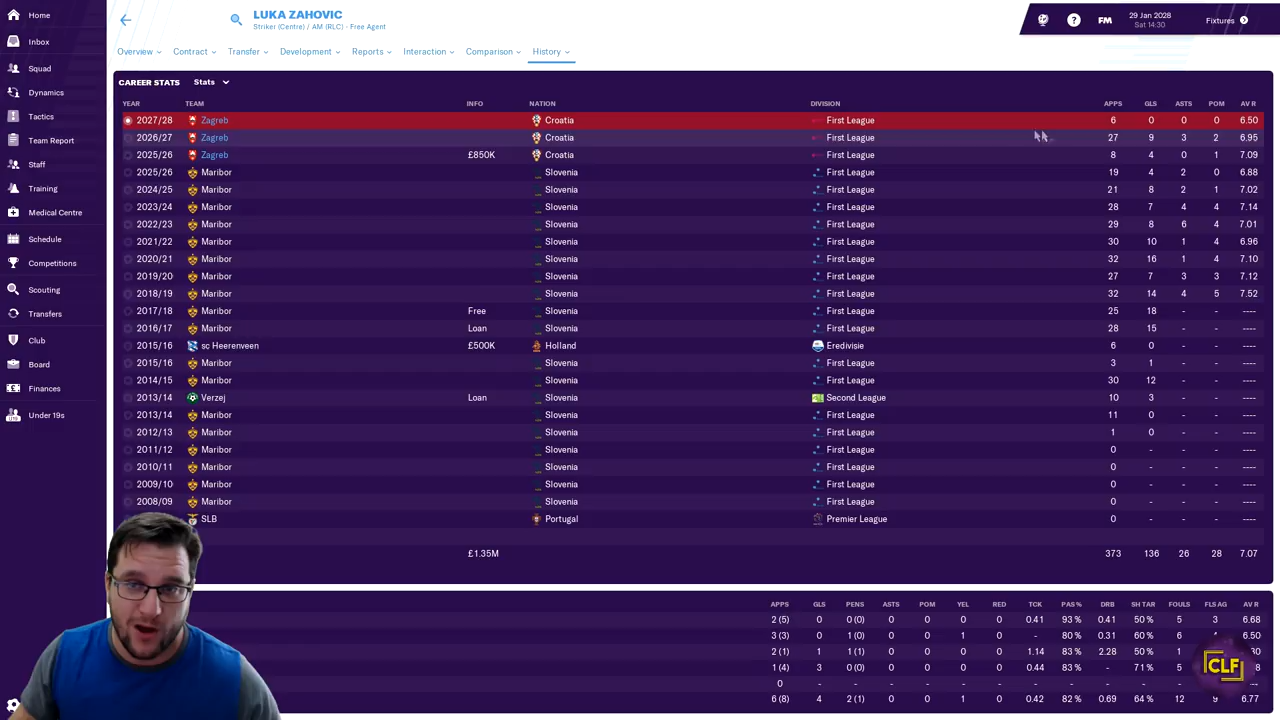 Home
Inbox
Squad
Dynamics
Tactics
Team Report
Staff
Training
Medical Centre
Schedule
Competitions
Scouting
Transfers
Club
Board
Finances
Under 19s
LUKA ZAHOVIC
Striker (Centre) / AM (RLC) - Free Agent
? FM 29 Jan 2028 Fixtures
Sat 14:30
Overview Contract Transfer Development Reports Interaction Comparison History
CAREER STATS Stats
YEAR TEAM INFO NATION DIVISION APPS GLS ASTS POM AV R
2027/28 Zagreb Croatia First League 6 0 0 0 6.50
2026/27 Zagreb Croatia First League 27 9 3 2 6.95
2025/26 Zagreb £850K Croatia First League 8 4 0 1 7.09
2025/26 Maribor Slovenia First League 19 4 2 0 6.88
2024/25 Maribor Slovenia First League 21 8 2 1 7.02
2023/24 Maribor Slovenia First League 28 7 4 4 7.14
2022/23 Maribor Slovenia First League 29 8 6 4 7.01
2021/22 Maribor Slovenia First League 30 10 1 4 6.96
2020/21 Maribor Slovenia First League 32 16 1 4 7.10
2019/20 Maribor Slovenia First League 27 7 3 3 7.12
2018/19 Maribor Slovenia First League 32 14 4 5 7.52
2017/18 Maribor Free Slovenia First League 25 18 - - ----
2016/17 Maribor Loan Slovenia First League 28 15 - - ----
2015/16 sc Heerenveen £500K Holland Eredivisie 6 0 - - ----
2015/16 Maribor Slovenia First League 3 1 - - ----
2014/15 Maribor Slovenia First League 30 12 - - ----
2013/14 Verzej Loan Slovenia Second League 10 3 - - ----
2013/14 Maribor Slovenia First League 11 0 - - ----
2012/13 Maribor Slovenia First League 1 0 - - ----
2011/12 Maribor Slovenia First League 0 - - - ----
2010/11 Maribor Slovenia First League 0 - - - ----
2009/10 Maribor Slovenia First League 0 - - - ----
2008/09 Maribor Slovenia First League 0 - - - ----
SLB Portugal Premier League 0 - - - ----
£1.35M 373 136 26 28 7.07
APPS GLS PENS ASTS POM YEL RED TCK PAS % DRB SH TAR FOULS FLS AG AV R
2 (5) 0 0 (0) 0 0 0 0 0.41 93 % 0.41 50 % 5 3 6.68
3 (3) 0 1 (0) 0 0 1 0 - 80 % 0.31 60 % 6 6.50
2 (1) 1 1 (1) 0 0 0 0 1.14 83 % 2.28 50 % 1
1 (4) 3 0 (0) 0 0 0 0 0.44 83 % - 71 % 5
0 - - - - - - - - - - - -
6 (8) 4 2 (1) 0 0 1 0 0.42 82 % 0.69 64 % 12 9 6.77
CLF